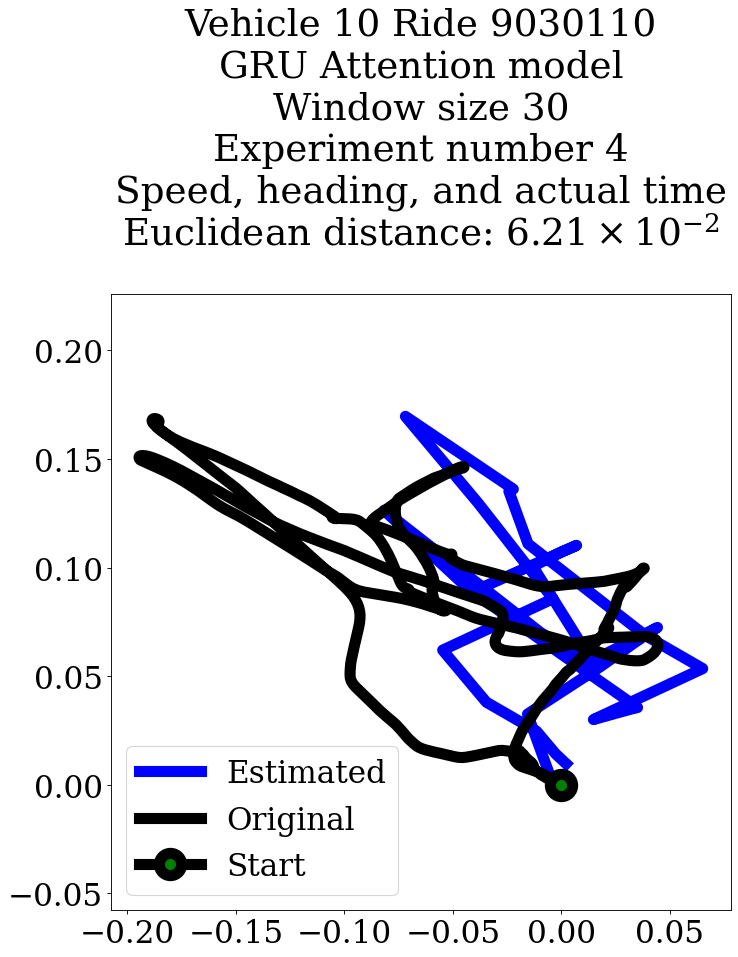 Vehicle 10 Ride 9030110
GRU Attention model
Window size 30
Experiment number 4
Speed, heading, and actual time
Euclidean distance: 6.21 × 10⁻²
0.20
0.15
0.10
0.05
0.00
−0.05
Estimated
Original
Start
−0.20 −0.15 −0.10 −0.05 0.00 0.05